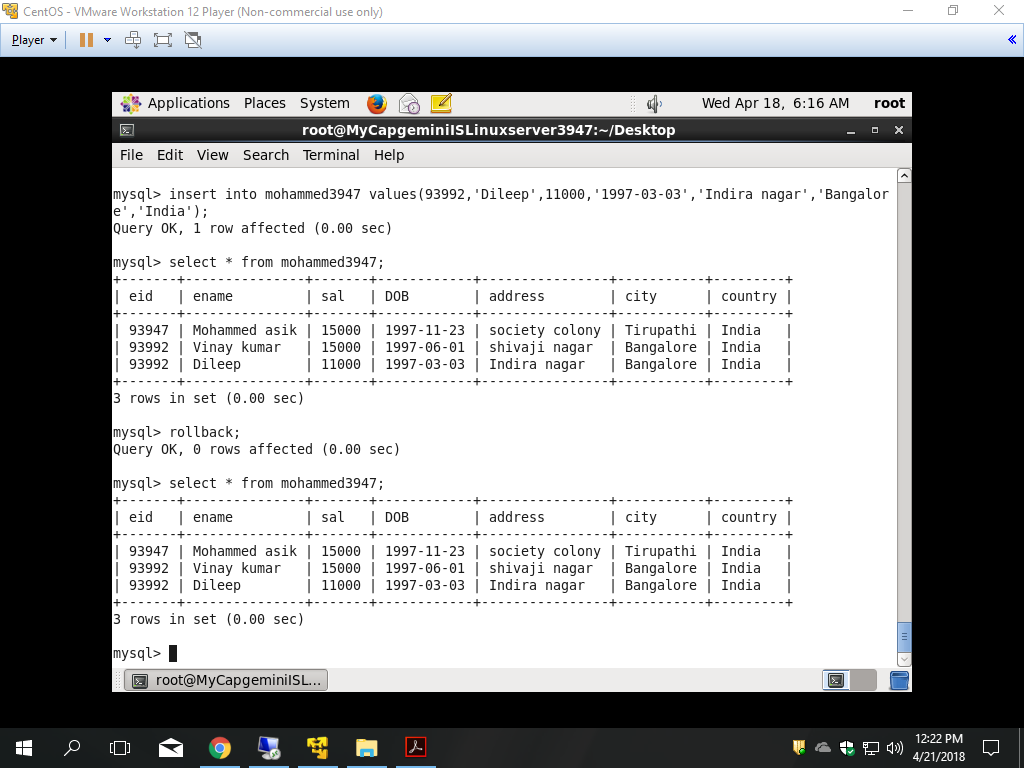 CentOS - VMware Workstation 12 Player (Non-commercial use only)
Player
Applications Places System Wed Apr 18, 6:16 AM root
root@MyCapgeminiISLinuxserver3947:~/Desktop
File Edit View Search Terminal Help
mysql> insert into mohammed3947 values(93992,'Dileep',11000,'1997-03-03','Indira nagar','Bangalor
e','India');
Query OK, 1 row affected (0.00 sec)
mysql> select * from mohammed3947;
+-------+---------------+-------+------------+----------------+-----------+---------+
| eid   | ename         | sal   | DOB        | address        | city      | country |
+-------+---------------+-------+------------+----------------+-----------+---------+
| 93947 | Mohammed asik | 15000 | 1997-11-23 | society colony | Tirupathi | India   |
| 93992 | Vinay kumar   | 15000 | 1997-06-01 | shivaji nagar  | Bangalore | India   |
| 93992 | Dileep        | 11000 | 1997-03-03 | Indira nagar   | Bangalore | India   |
+-------+---------------+-------+------------+----------------+-----------+---------+
3 rows in set (0.00 sec)
mysql> rollback;
Query OK, 0 rows affected (0.00 sec)
mysql> select * from mohammed3947;
+-------+---------------+-------+------------+----------------+-----------+---------+
| eid   | ename         | sal   | DOB        | address        | city      | country |
+-------+---------------+-------+------------+----------------+-----------+---------+
| 93947 | Mohammed asik | 15000 | 1997-11-23 | society colony | Tirupathi | India   |
| 93992 | Vinay kumar   | 15000 | 1997-06-01 | shivaji nagar  | Bangalore | India   |
| 93992 | Dileep        | 11000 | 1997-03-03 | Indira nagar   | Bangalore | India   |
+-------+---------------+-------+------------+----------------+-----------+---------+
3 rows in set (0.00 sec)
mysql>
root@MyCapgeminiISL...
12:22 PM
4/21/2018